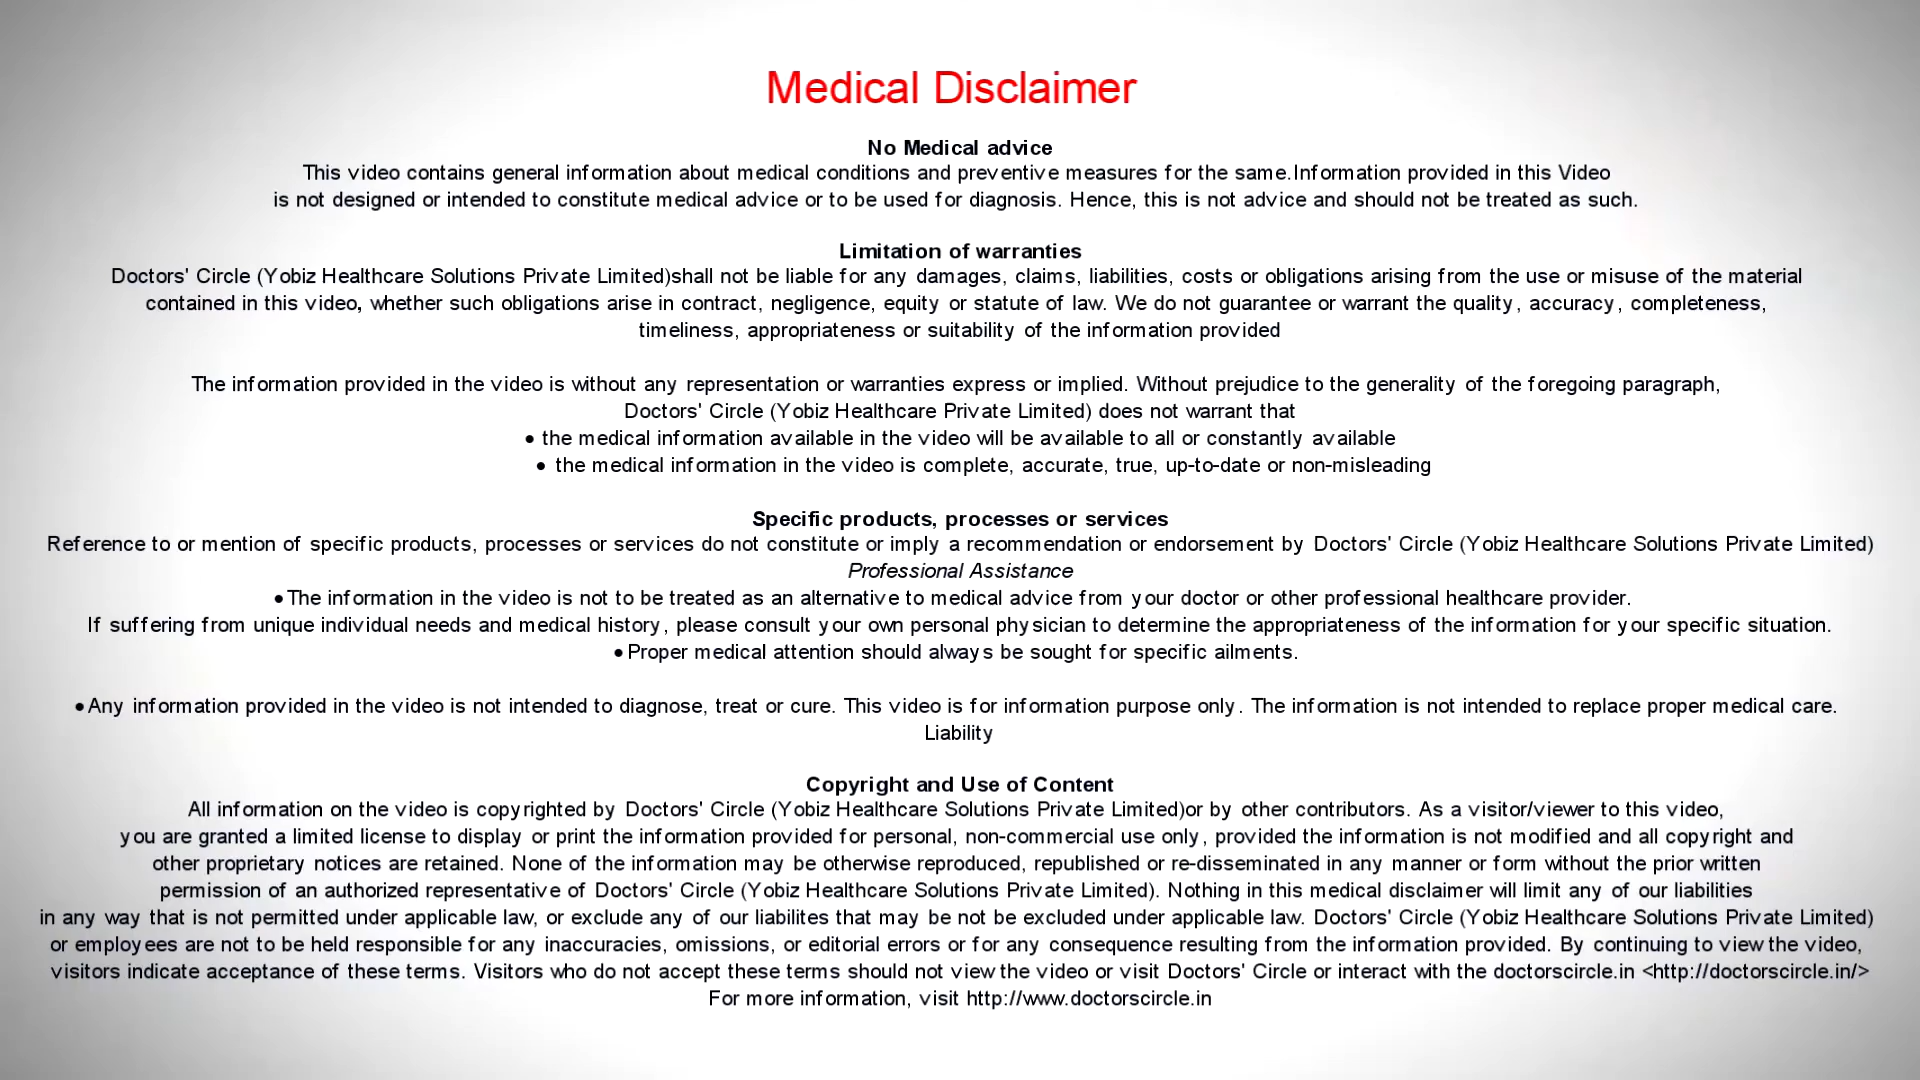 Medical Disclaimer
No Medical advice
This video contains general information about medical conditions and preventive measures for the same.Information provided in this Video
is not designed or intended to constitute medical advice or to be used for diagnosis. Hence, this is not advice and should not be treated as such.
Limitation of warranties
Doctors' Circle (Yobiz Healthcare Solutions Private Limited)shall not be liable for any damages, claims, liabilities, costs or obligations arising from the use or misuse of the material
contained in this video, whether such obligations arise in contract, negligence, equity or statute of law. We do not guarantee or warrant the quality, accuracy, completeness,
timeliness, appropriateness or suitability of the information provided
The information provided in the video is without any representation or warranties express or implied. Without prejudice to the generality of the foregoing paragraph,
Doctors' Circle (Yobiz Healthcare Private Limited) does not warrant that
• the medical information available in the video will be available to all or constantly available
• the medical information in the video is complete, accurate, true, up-to-date or non-misleading
Specific products, processes or services
Reference to or mention of specific products, processes or services do not constitute or imply a recommendation or endorsement by Doctors' Circle (Yobiz Healthcare Solutions Private Limited)
Professional Assistance
•The information in the video is not to be treated as an alternative to medical advice from your doctor or other professional healthcare provider.
If suffering from unique individual needs and medical history, please consult your own personal physician to determine the appropriateness of the information for your specific situation.
•Proper medical attention should always be sought for specific ailments.
•Any information provided in the video is not intended to diagnose, treat or cure. This video is for information purpose only. The information is not intended to replace proper medical care.
Liability
Copyright and Use of Content
All information on the video is copyrighted by Doctors' Circle (Yobiz Healthcare Solutions Private Limited)or by other contributors. As a visitor/viewer to this video,
you are granted a limited license to display or print the information provided for personal, non-commercial use only, provided the information is not modified and all copyright and
other proprietary notices are retained. None of the information may be otherwise reproduced, republished or re-disseminated in any manner or form without the prior written
permission of an authorized representative of Doctors' Circle (Yobiz Healthcare Solutions Private Limited). Nothing in this medical disclaimer will limit any of our liabilities
in any way that is not permitted under applicable law, or exclude any of our liabilites that may be not be excluded under applicable law. Doctors' Circle (Yobiz Healthcare Solutions Private Limited)
or employees are not to be held responsible for any inaccuracies, omissions, or editorial errors or for any consequence resulting from the information provided. By continuing to view the video,
visitors indicate acceptance of these terms. Visitors who do not accept these terms should not view the video or visit Doctors' Circle or interact with the doctorscircle.in <http://doctorscircle.in/>
For more information, visit http://www.doctorscircle.in